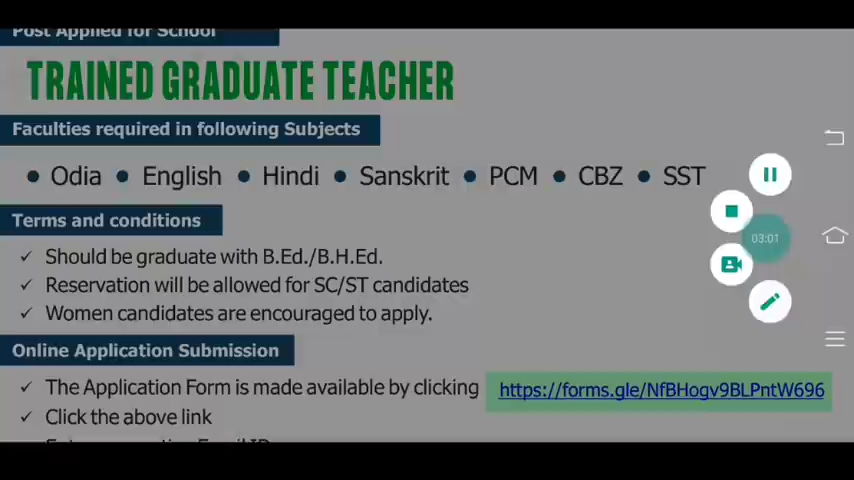 Post Applied for School
TRAINED GRADUATE TEACHER
Faculties required in following Subjects
• Odia • English • Hindi • Sanskrit • PCM • CBZ • SST
Terms and conditions
✓ Should be graduate with B.Ed./B.H.Ed.
✓ Reservation will be allowed for SC/ST candidates
✓ Women candidates are encouraged to apply.
03:01
Online Application Submission
✓ The Application Form is made available by clicking https://forms.gle/NfBHogv9BLPntW696
✓ Click the above link